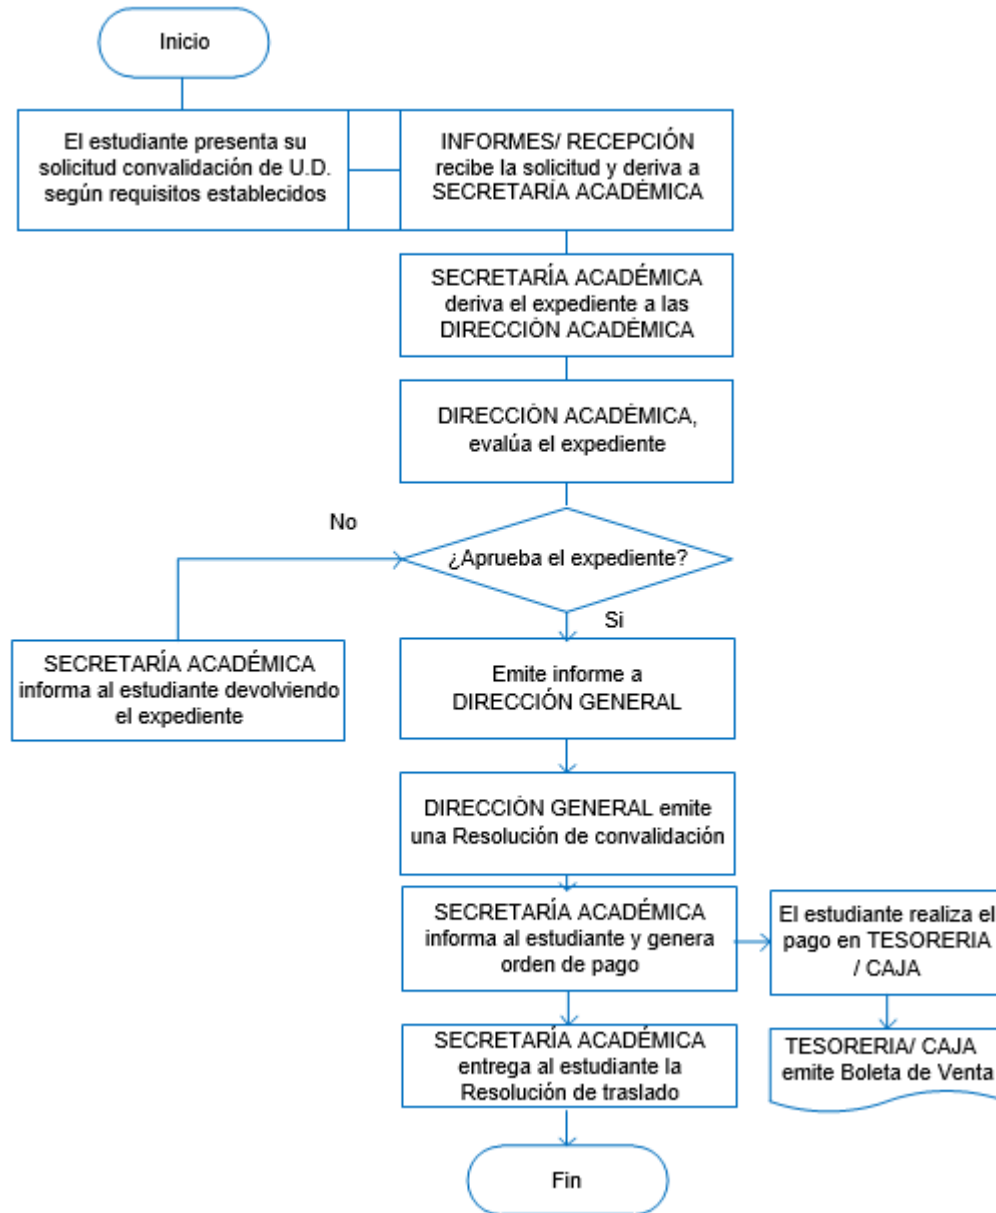 Inicio
El estudiante presenta su
solicitud convalidación de U.D.
según requisitos establecidos
INFORMES/ RECEPCIÓN
recibe la solicitud y deriva a
SECRETARÍA ACADÉMICA
SECRETARÍA ACADÉMICA
deriva el expediente a las
DIRECCIÓN ACADÉMICA
DIRECCIÓN ACADÉMICA,
evalúa el expediente
No
¿Aprueba el expediente?
Si
SECRETARÍA ACADÉMICA
informa al estudiante devolviendo
el expediente
Emite informe a
DIRECCIÓN GENERAL
DIRECCIÓN GENERAL emite
una Resolución de convalidación
SECRETARÍA ACADÉMICA
informa al estudiante y genera
orden de pago
El estudiante realiza el
pago en TESORERIA
/ CAJA
SECRETARÍA ACADÉMICA
entrega al estudiante la
Resolución de traslado
TESORERIA/ CAJA
emite Boleta de Venta
Fin